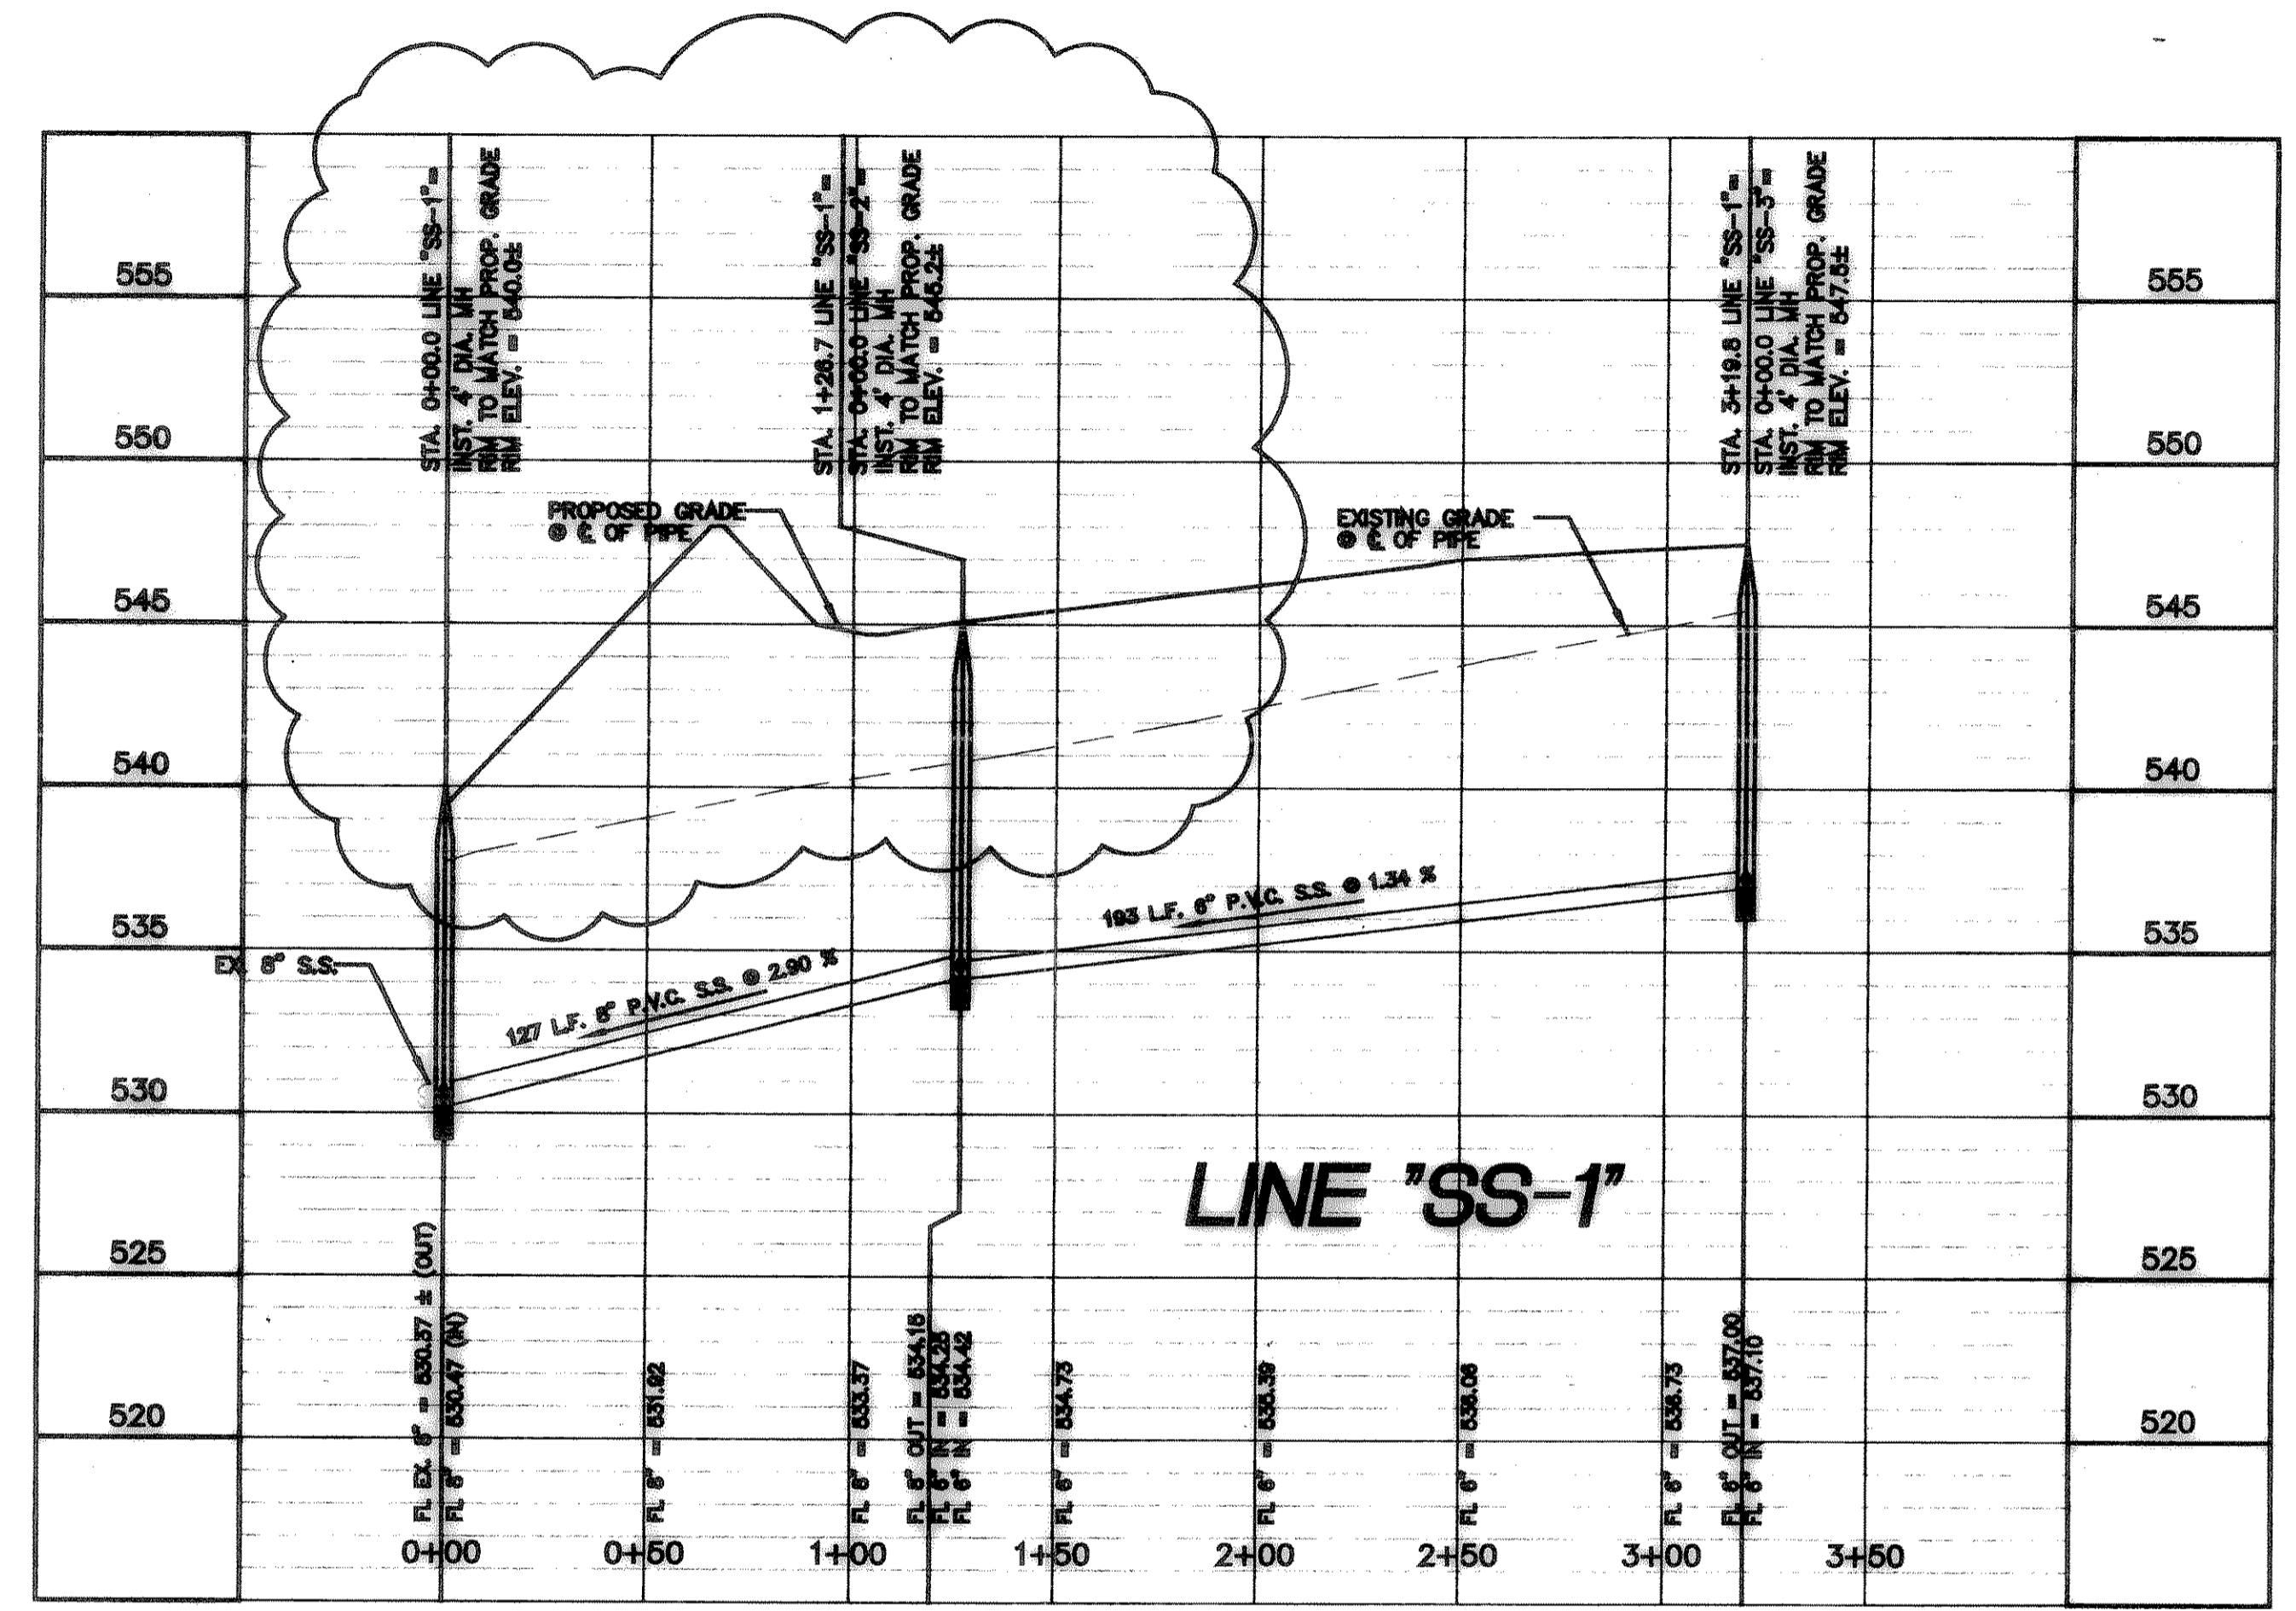 STA. 0+00.0 LINE "SS-1"=
INST. 4' DIA. MH
RIM TO MATCH PROP. GRADE
RIM ELEV. = 540.0±
STA. 1+26.7 LINE "SS-1"=
STA. 0+00.0 LINE "SS-2"=
INST. 4' DIA. MH
RIM TO MATCH PROP. GRADE
RIM ELEV. = 545.2±
STA. 3+19.8 LINE "SS-1"=
STA. 0+00.0 LINE "SS-3"=
INST. 4' DIA. MH
RIM TO MATCH PROP. GRADE
RIM ELEV. = 547.5±
555
555
550
550
PROPOSED GRADE
@ ℄ OF PIPE
EXISTING GRADE
@ ℄ OF PIPE
545
545
540
540
193 L.F. 6" P.V.C. S.S. @ 1.34 %
535
535
EX. 8" S.S.
127 L.F. 8" P.V.C. S.S. @ 2.90 %
530
530
LINE "SS-1"
525
525
520
520
FL EX. 8" = 530.37 ± (OUT)
FL 8" = 530.47 (IN)
FL 8" = 531.92
FL 8" = 533.37
FL 8" OUT = 534.15
FL 6" IN = 534.25
FL 6" IN = 534.42
FL 6" = 534.73
FL 6" = 535.39
FL 6" = 536.06
FL 6" = 536.73
FL 6" OUT = 537.00
FL 6" IN = 537.10
0+00
0+50
1+00
1+50
2+00
2+50
3+00
3+50